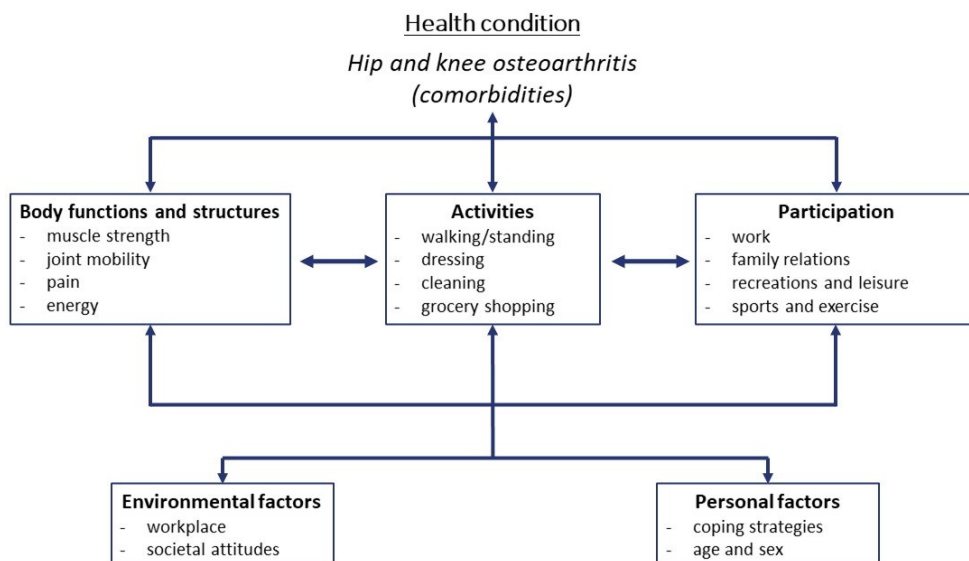 Health condition
Hip and knee osteoarthritis
(comorbidities)
Body functions and structures
- muscle strength
- joint mobility
- pain
- energy
Activities
- walking/standing
- dressing
- cleaning
- grocery shopping
Participation
- work
- family relations
- recreations and leisure
- sports and exercise
Environmental factors
- workplace
- societal attitudes
Personal factors
- coping strategies
- age and sex